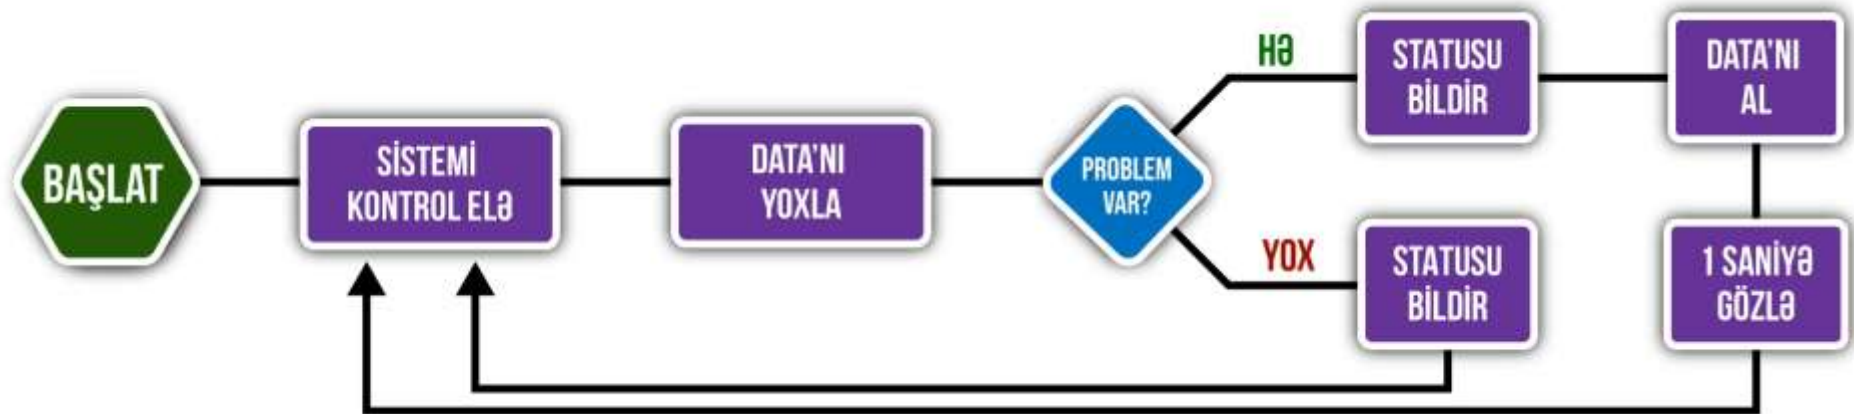 BAŞLAT
SİSTEMİ
KONTROL ELƏ
DATA'NI
YOXLA
PROBLEM
VAR?
HƏ
STATUSU
BİLDİR
DATA'NI
AL
YOX
STATUSU
BİLDİR
1 SANİYƏ
GÖZLƏ